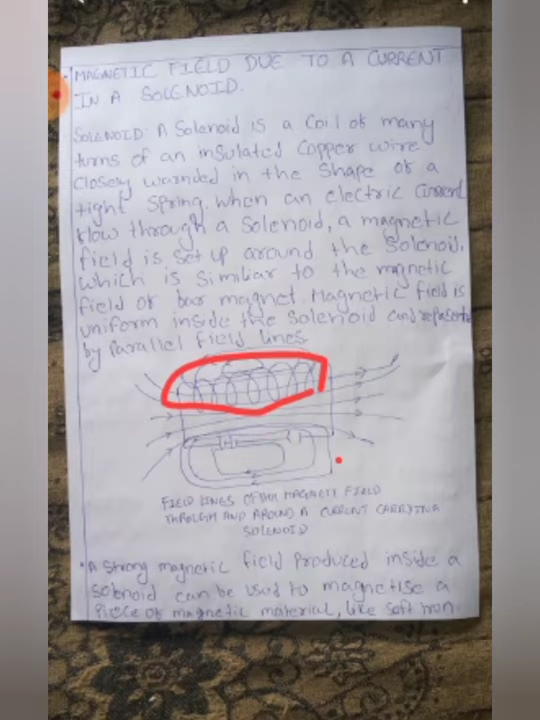 MAGNETIC FIELD DUE TO A CURRENT
IN A SOLENOID.
SOLENOID: A Solenoid is a Coil of many
turns of an insulated Copper wire
Closely warnded in the shape of a
tight Spring. When an electric Current
flow through a Solenoid, a magnetic
field is set up around the Solenoid.
which is Similiar to the magnetic
field of bar magnet. Magnetic field is
uniform inside the Solenoid and represented
by Parallel field lines.
FIELD LINES OF THE MAGNETIC FIELD
THROUGH AND AROUND A CURRENT CARRYING
SOLENOID
• A Strong magnetic field Produced inside a
solenoid can be used to magnetise a
Piece of magnetic material, like Soft iron.